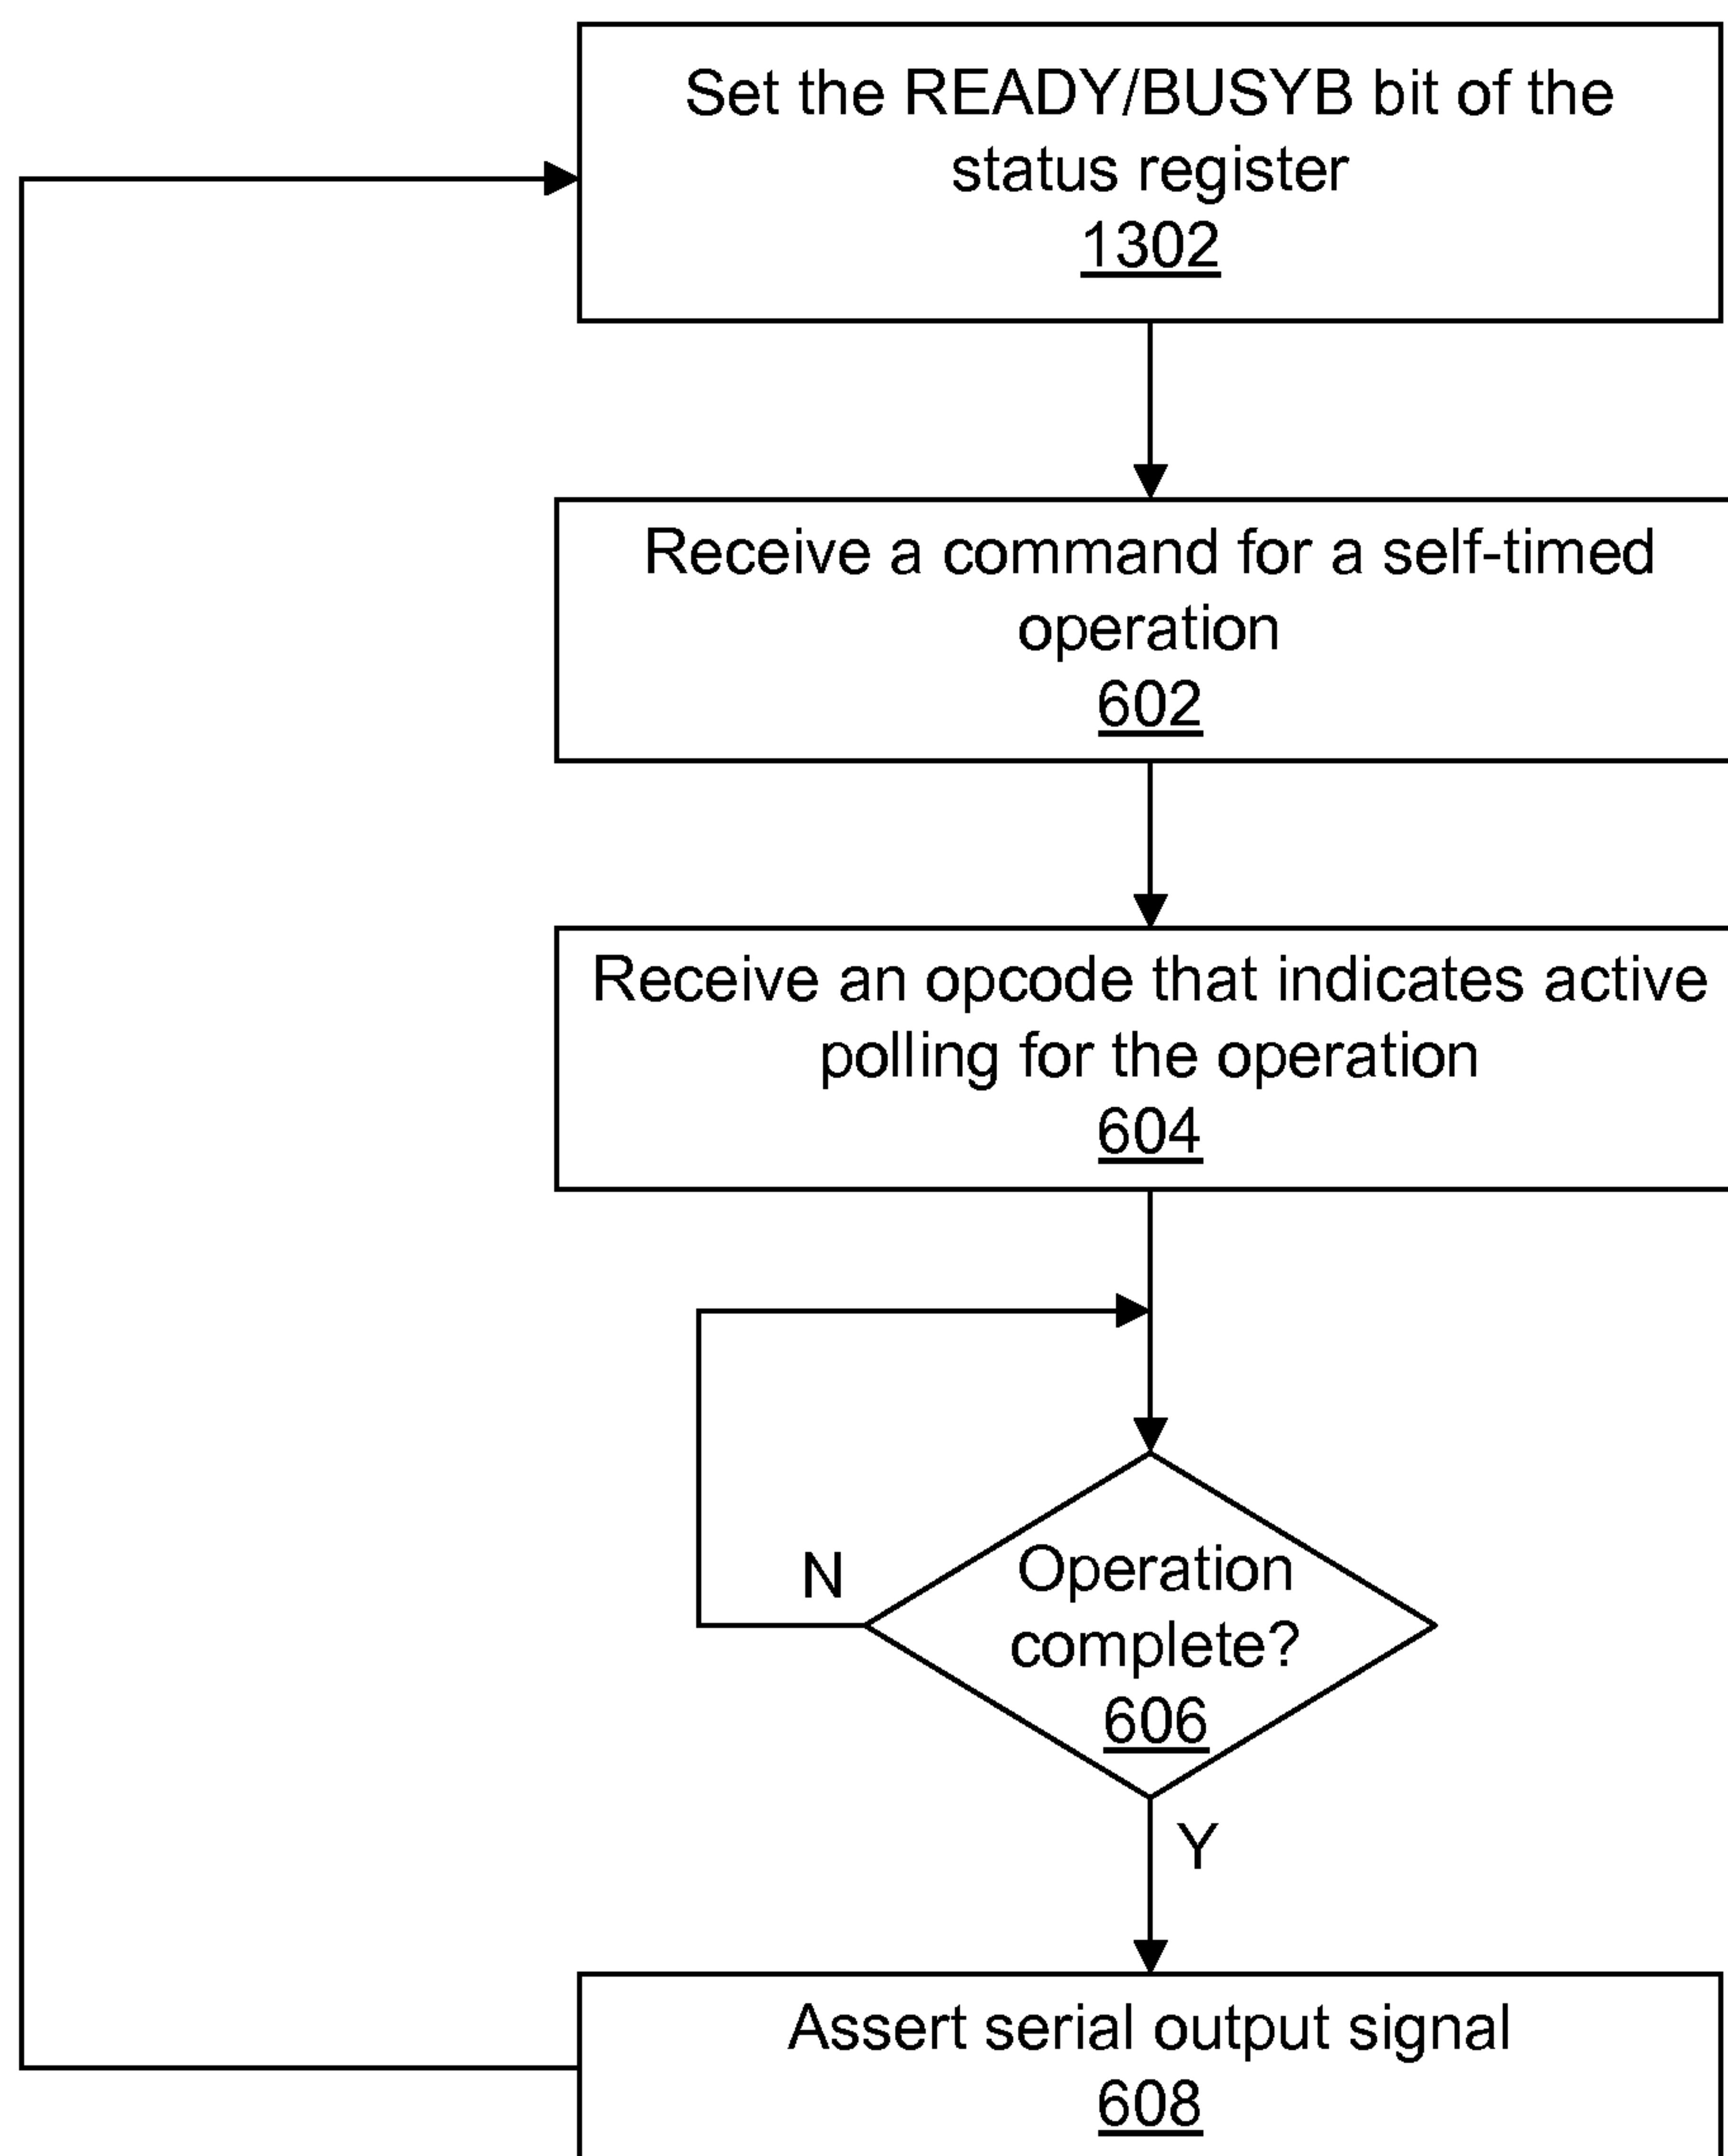 Set the READY/BUSYB bit of the
status register
1302
Receive a command for a self-timed
operation
602
Receive an opcode that indicates active
polling for the operation
604
N
Operation
complete?
606
Y
Assert serial output signal
608